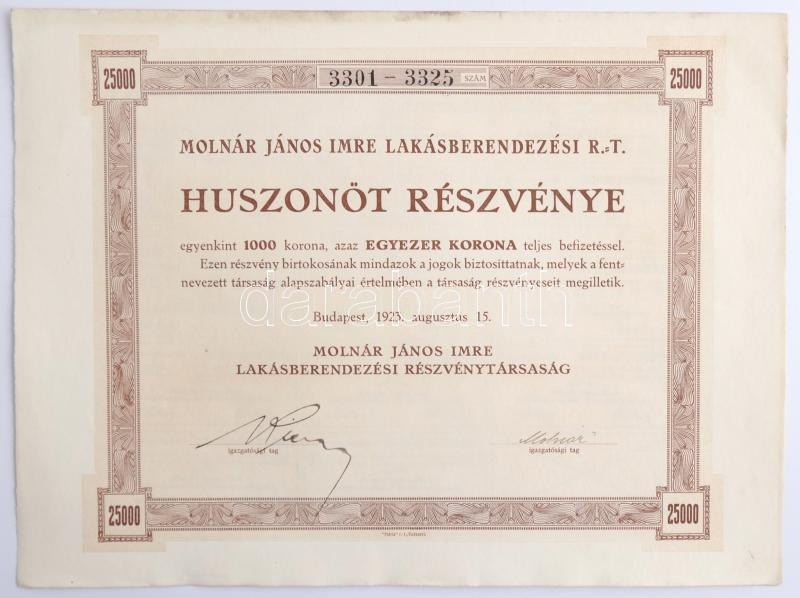 25000
3301 – 3325 SZÁM
25000
MOLNÁR JÁNOS IMRE LAKÁSBERENDEZÉSI R.=T.
HUSZONÖT RÉSZVÉNYE
egyenkint 1000 korona, azaz EGYEZER KORONA teljes befizetéssel.
Ezen részvény birtokosának mindazok a jogok biztosíttatnak, melyek a fent=
nevezett társaság alapszabályai értelmében a társaság részvényeseit megilletik.
darabanth
Budapest, 1923. augusztus 15.
MOLNÁR JÁNOS IMRE
LAKÁSBERENDEZÉSI RÉSZVÉNYTÁRSASÁG
Molnár
igazgatósági tag
igazgatósági tag
25000
25000